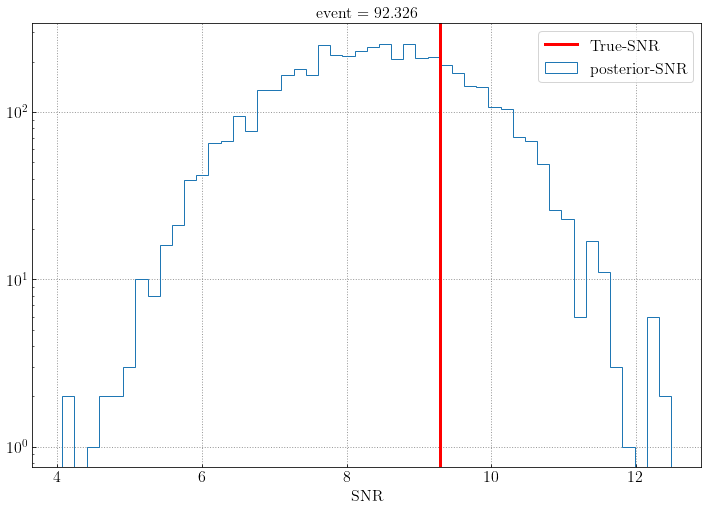 event = 92.326
True-SNR
posterior-SNR
10²
10¹
10⁰
4 6 8 10 12
SNR